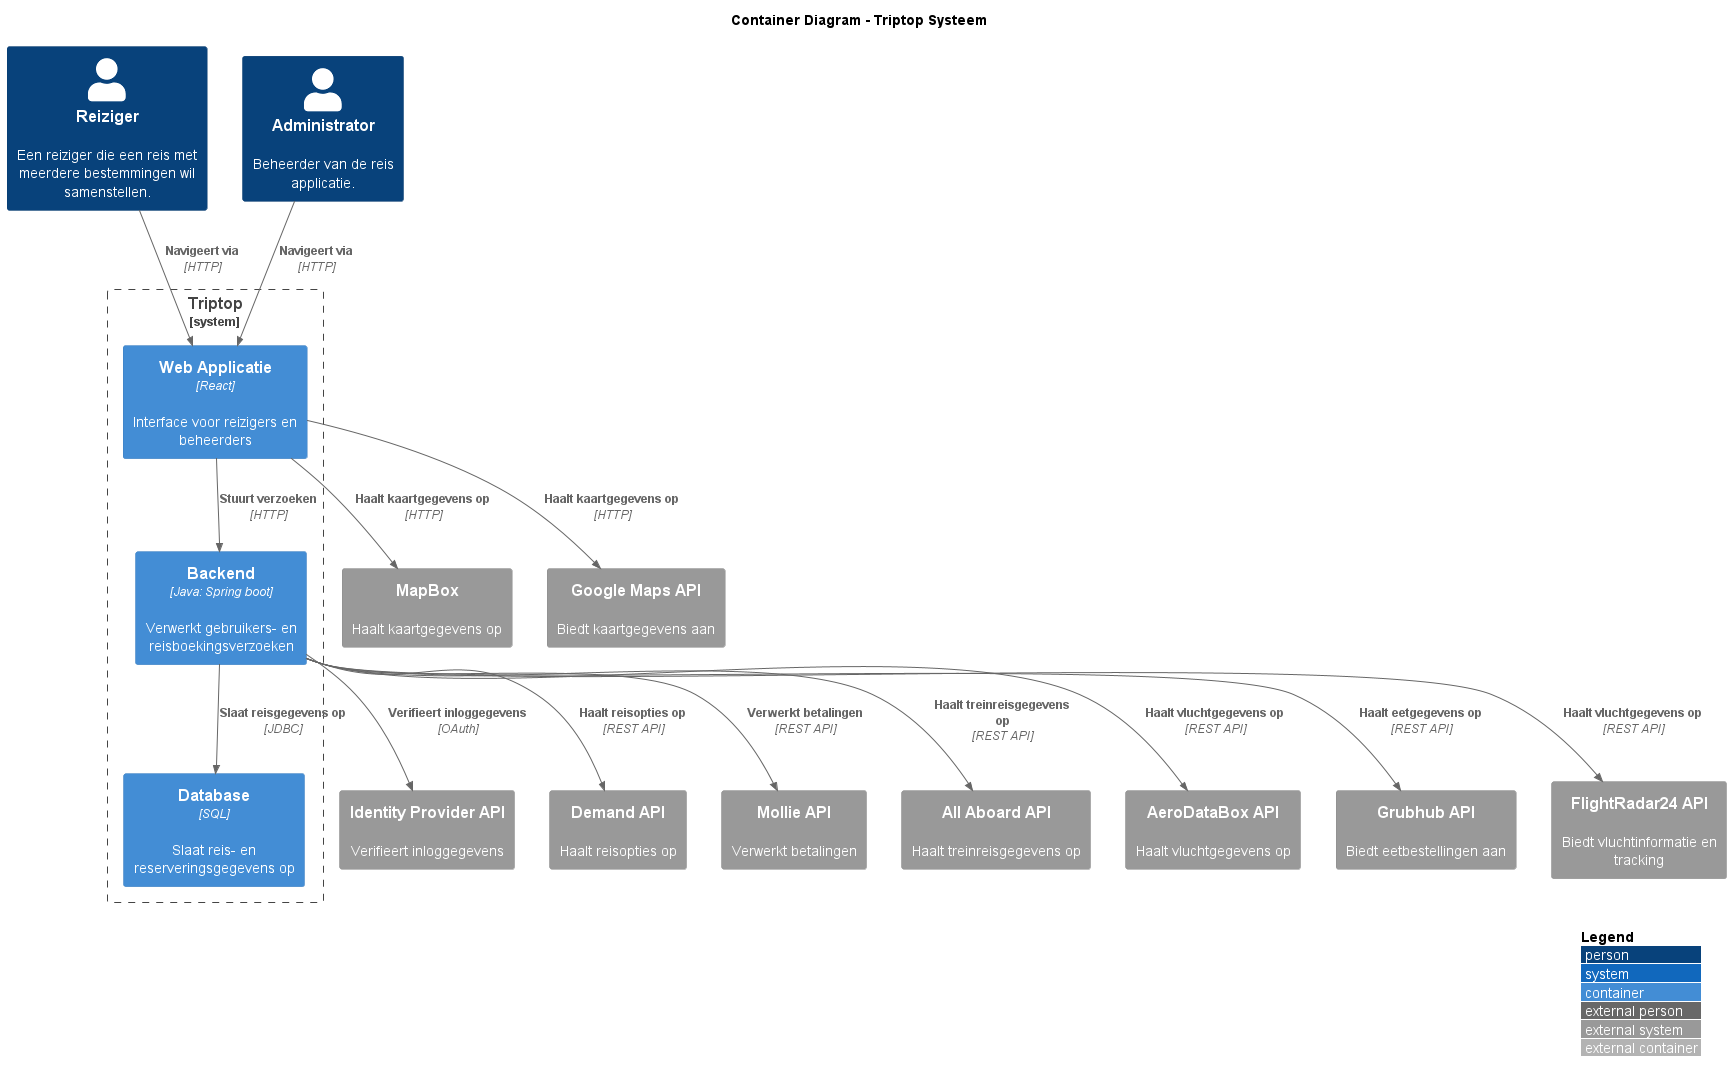 Container Diagram - Triptop Systeem
Reiziger
Een reiziger die een reis met
meerdere bestemmingen wil
samenstellen.
Administrator
Beheerder van de reis
applicatie.
Navigeert via
[HTTP]
Navigeert via
[HTTP]
Triptop
[system]
Web Applicatie
[React]
Interface voor reizigers en
beheerders
Stuurt verzoeken
[HTTP]
Haalt kaartgegevens op
[HTTP]
Haalt kaartgegevens op
[HTTP]
Backend
[Java: Spring boot]
Verwerkt gebruikers- en
reisboekingsverzoeken
MapBox
Haalt kaartgegevens op
Google Maps API
Biedt kaartgegevens aan
Slaat reisgegevens op
[JDBC]
Verifieert inloggegevens
[OAuth]
Haalt reisopties op
[REST API]
Verwerkt betalingen
[REST API]
Haalt treinreisgegevens
op
[REST API]
Haalt vluchtgegevens op
[REST API]
Haalt eetgegevens op
[REST API]
Haalt vluchtgegevens op
[REST API]
Database
[SQL]
Slaat reis- en
reserveringsgegevens op
Identity Provider API
Verifieert inloggegevens
Demand API
Haalt reisopties op
Mollie API
Verwerkt betalingen
All Aboard API
Haalt treinreisgegevens op
AeroDataBox API
Haalt vluchtgegevens op
Grubhub API
Biedt eetbestellingen aan
FlightRadar24 API
Biedt vluchtinformatie en
tracking
Legend
person
system
container
external person
external system
external container